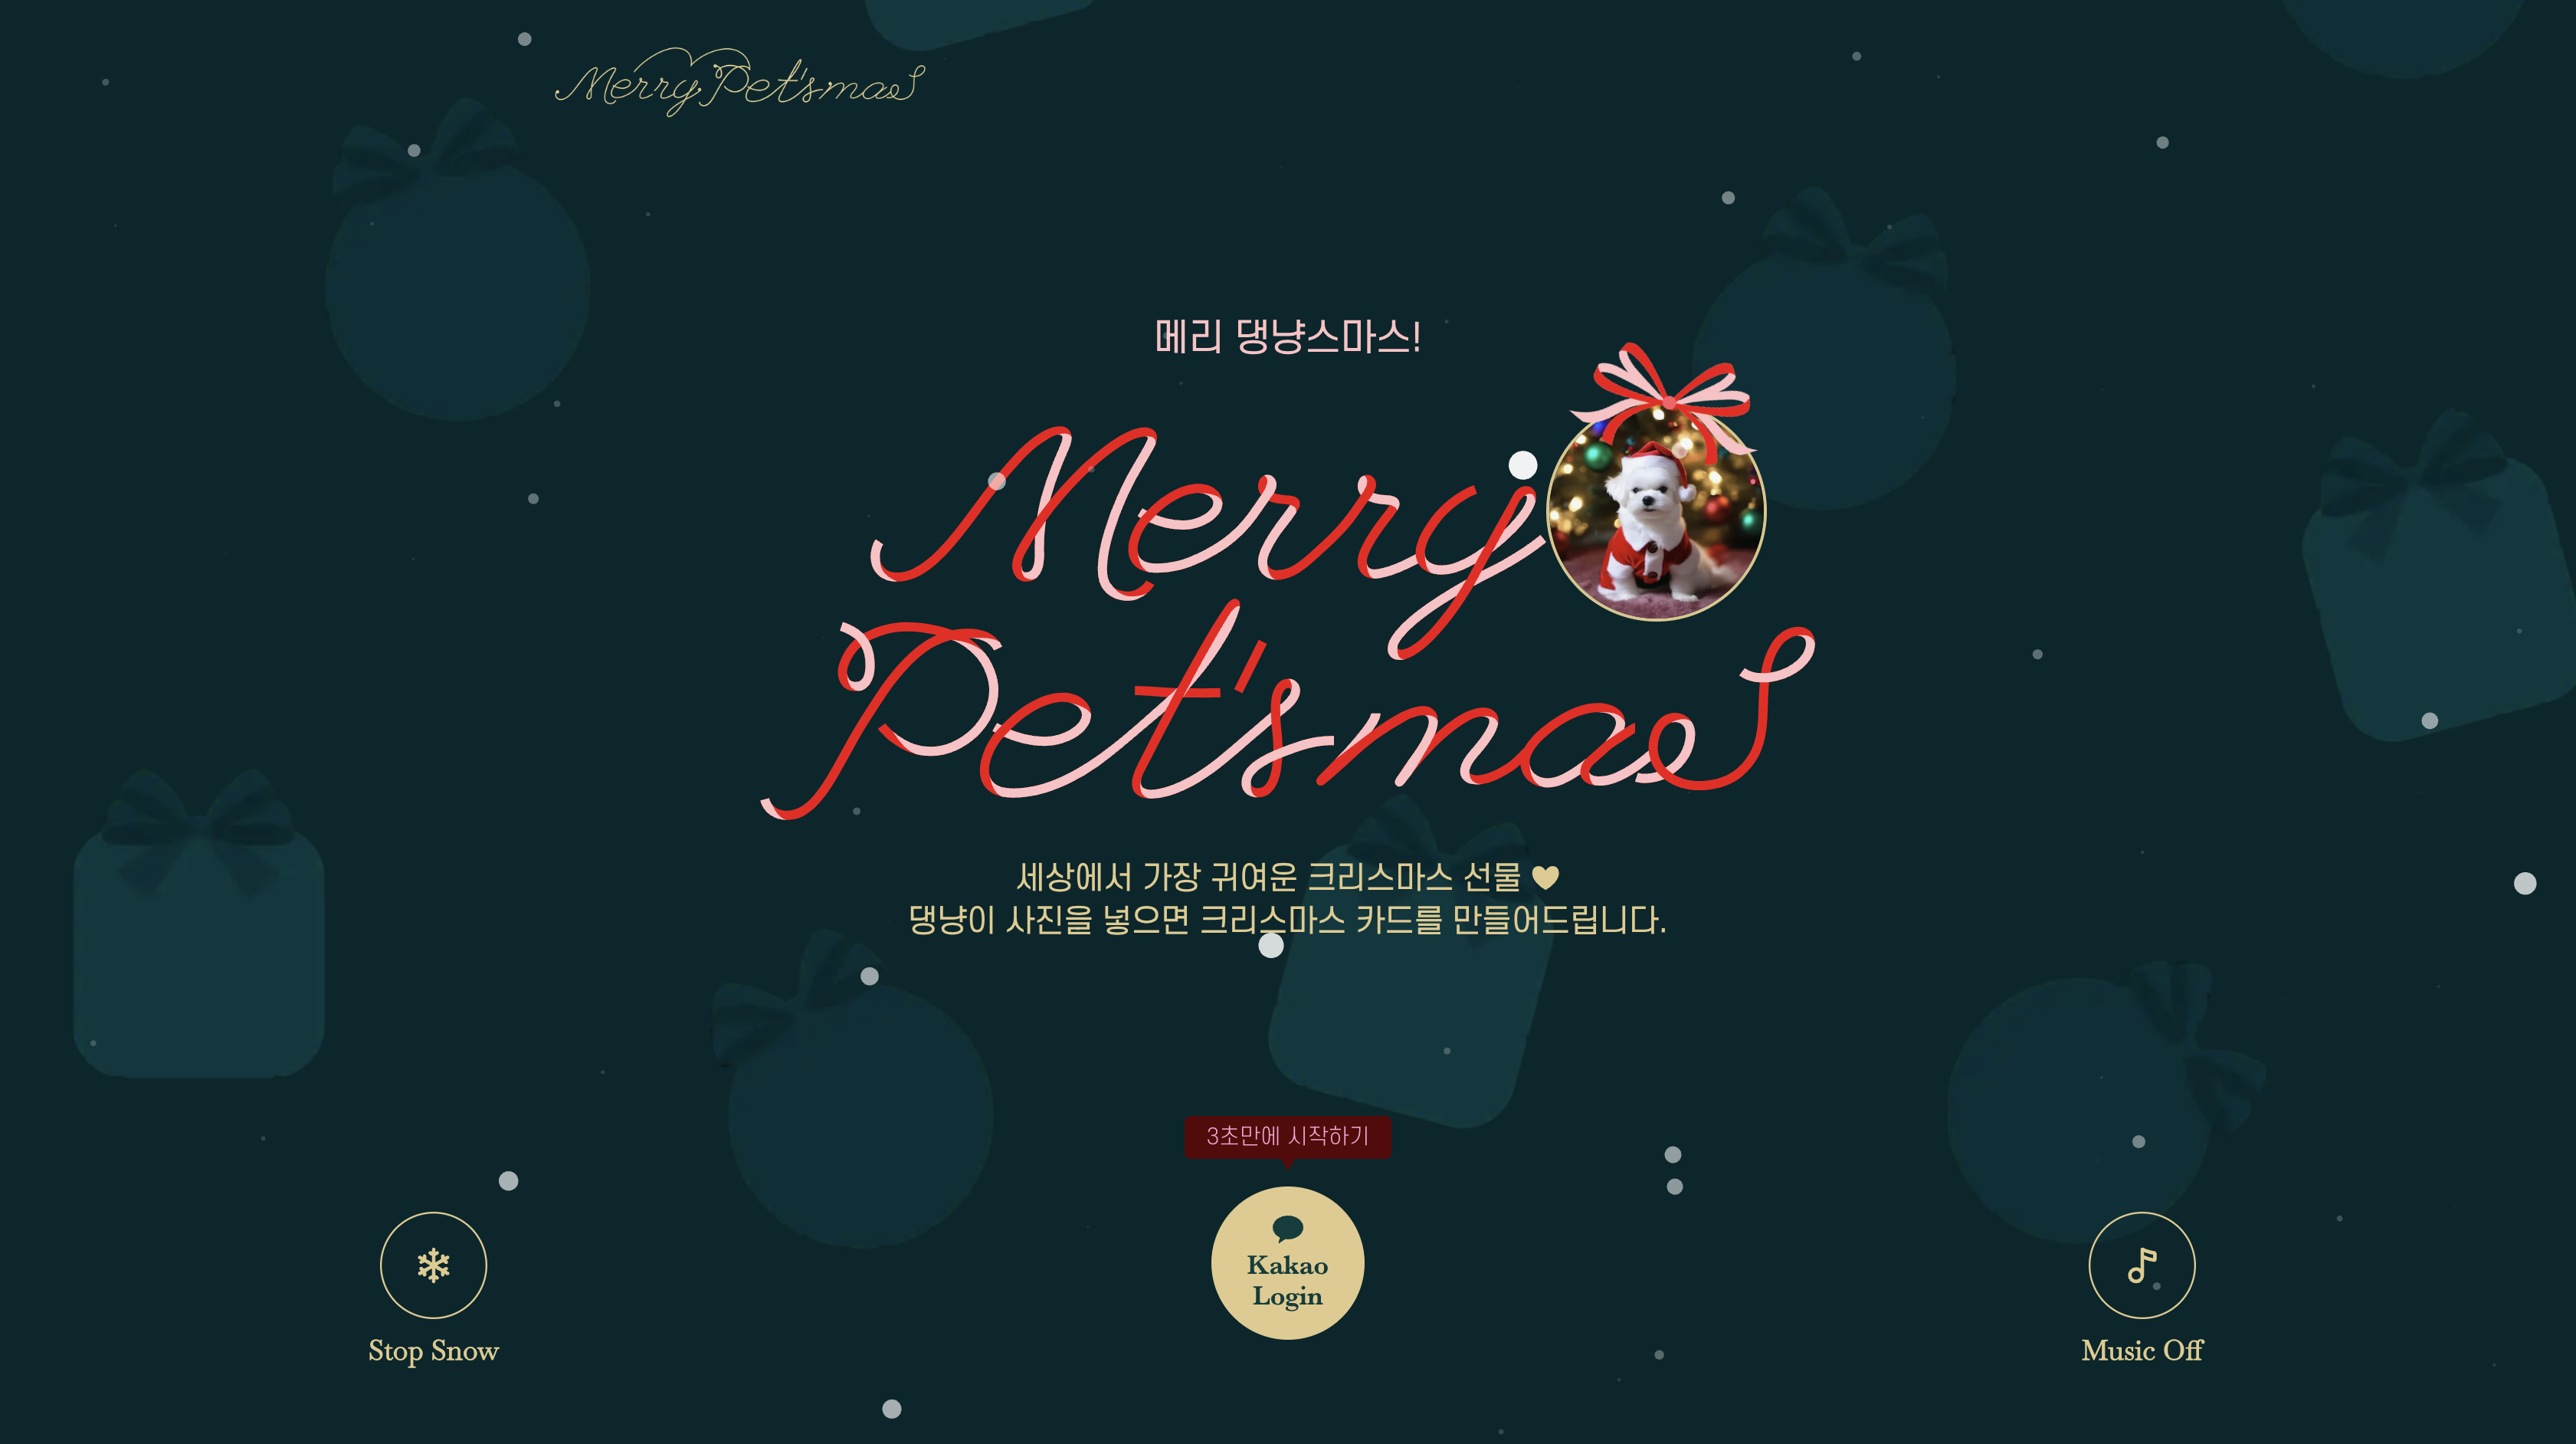 Merry Pet'smas
메리 댕냥스마스!
Merry
Pet'smas
세상에서 가장 귀여운 크리스마스 선물
댕냥이 사진을 넣으면 크리스마스 카드를 만들어드립니다.
3초만에 시작하기
Kakao
Login
Stop Snow
Music Off